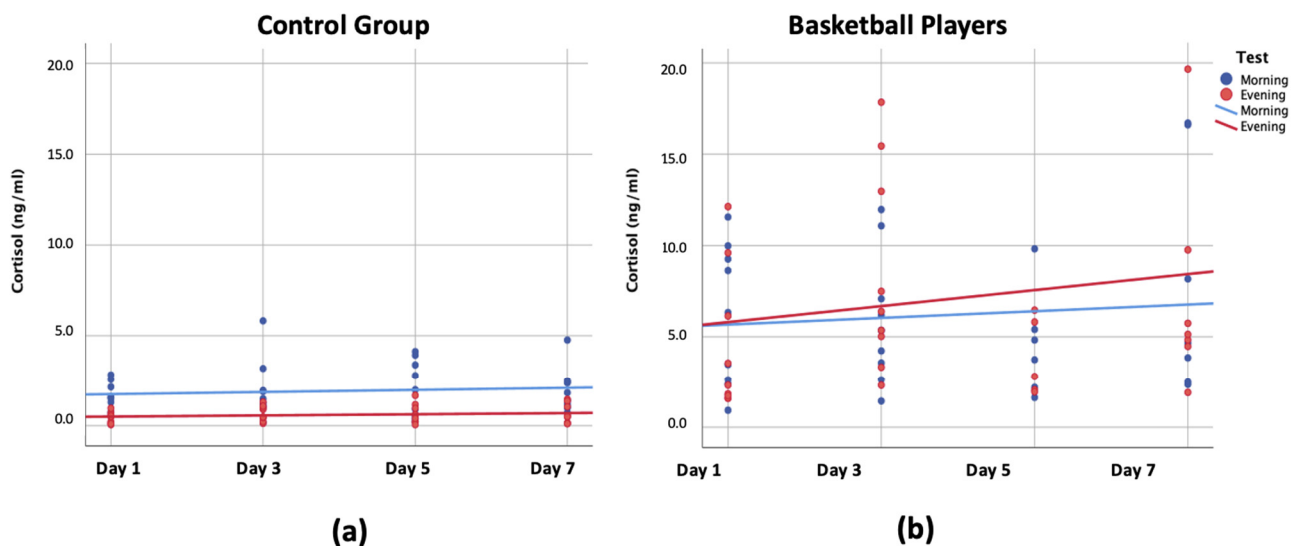 Control Group
Cortisol (ng/ml)
20.0
15.0
10.0
5.0
0.0
Day 1 Day 3 Day 5 Day 7
(a)
Basketball Players
Cortisol (ng/ml)
20.0
15.0
10.0
5.0
0.0
Day 1 Day 3 Day 5 Day 7
(b)
Test
Morning
Evening
Morning
Evening